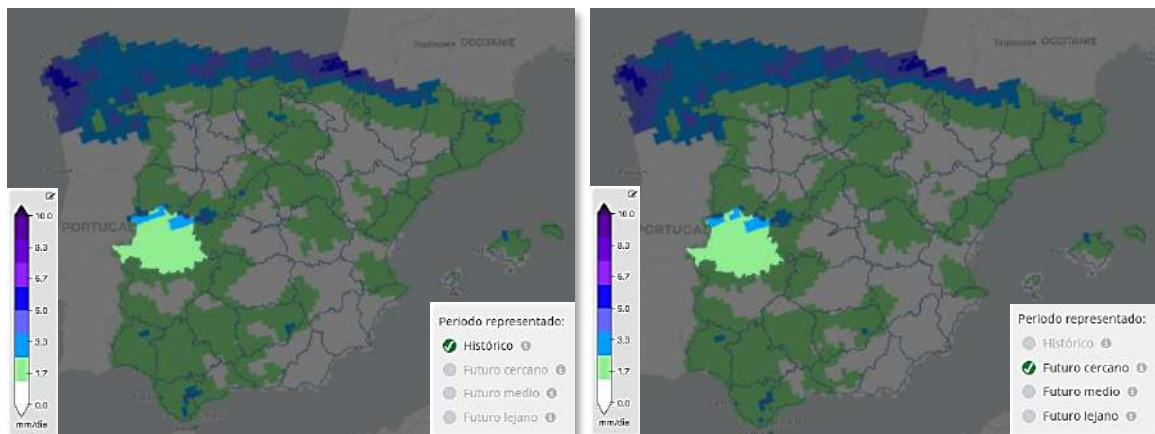 Toulouse OCCITANIE
PORTUGAL
10.0
8.3
6.7
5.0
3.3
1.7
0.0
mm/día
Periodo representado:
Histórico
Futuro cercano
Futuro medio
Futuro lejano
Toulouse OCCITANIE
PORTUGAL
10.0
8.3
6.7
5.0
3.3
1.7
0.0
mm/día
Periodo representado:
Histórico
Futuro cercano
Futuro medio
Futuro lejano